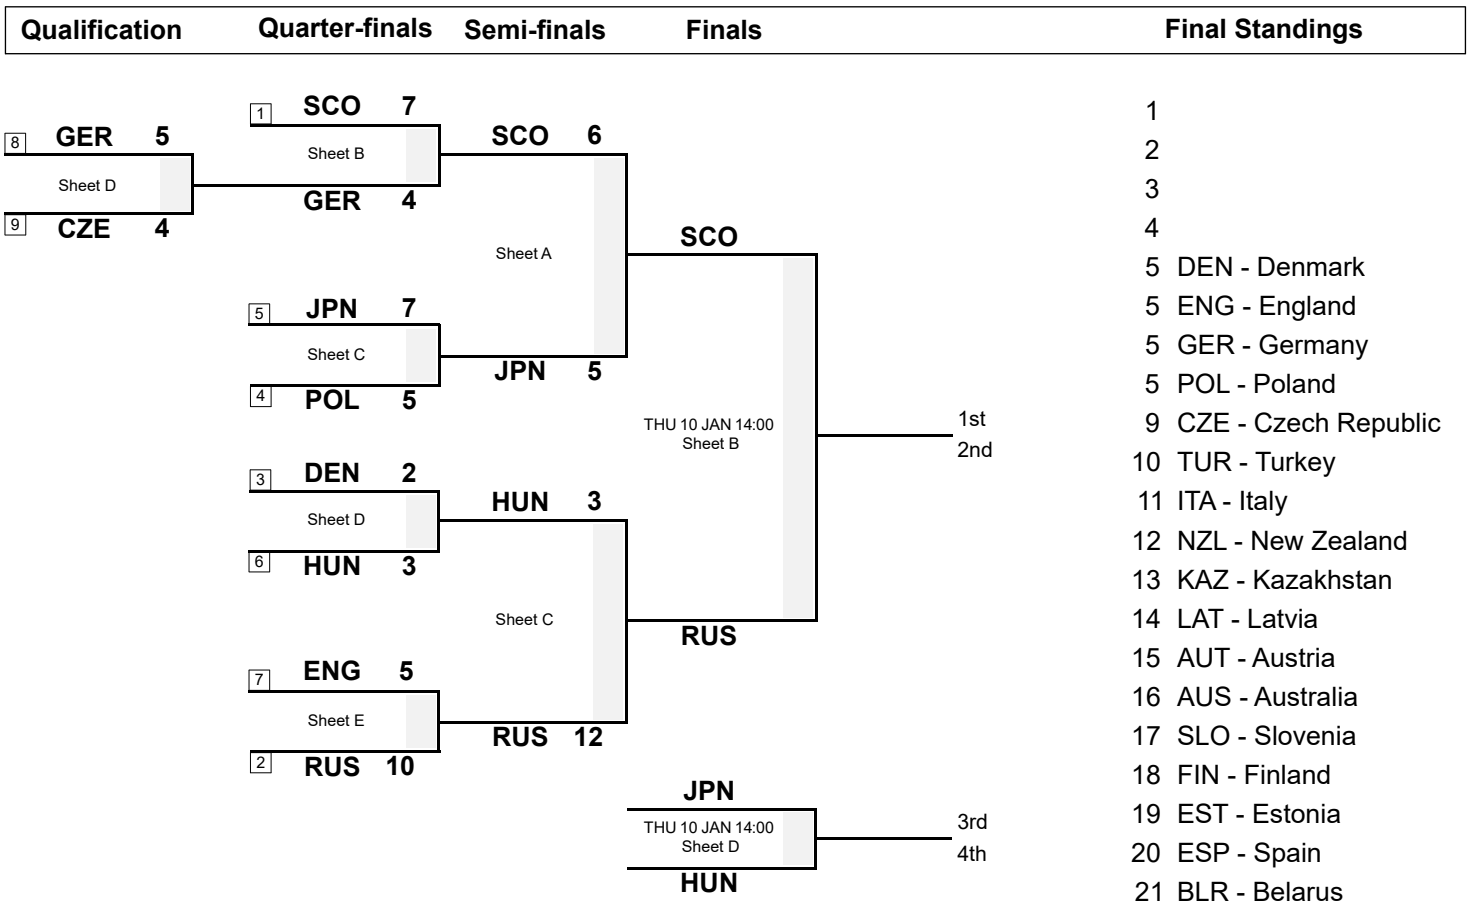 Qualification Quarter-finals Semi-finals Finals Final Standings
8 GER 5
Sheet D
9 CZE 4
1 SCO 7
Sheet B
GER 4
5 JPN 7
Sheet C
4 POL 5
3 DEN 2
Sheet D
6 HUN 3
7 ENG 5
Sheet E
2 RUS 10
SCO 6
Sheet A
JPN 5
HUN 3
Sheet C
RUS 12
SCO
THU 10 JAN 14:00
Sheet B
RUS
1st
2nd
JPN
THU 10 JAN 14:00
Sheet D
HUN
3rd
4th
1
2
3
4
5 DEN - Denmark
5 ENG - England
5 GER - Germany
5 POL - Poland
9 CZE - Czech Republic
10 TUR - Turkey
11 ITA - Italy
12 NZL - New Zealand
13 KAZ - Kazakhstan
14 LAT - Latvia
15 AUT - Austria
16 AUS - Australia
17 SLO - Slovenia
18 FIN - Finland
19 EST - Estonia
20 ESP - Spain
21 BLR - Belarus